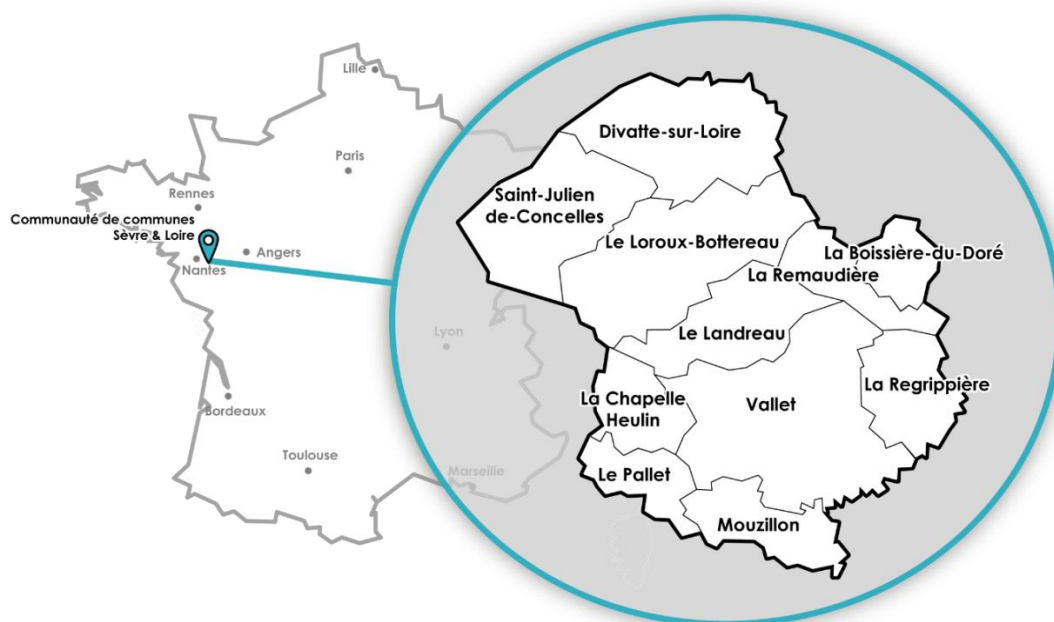 Lille
Paris
Rennes
Communauté de communes
Sèvre & Loire
Angers
Nantes
Lyon
Bordeaux
Toulouse
Marseille
Divatte-sur-Loire
Saint-Julien
de-Concelles
Le Loroux-Bottereau
La Boissière-du-Doré
La Remaudière
Le Landreau
La Regrippière
La Chapelle
Heulin
Vallet
Le Pallet
Mouzillon